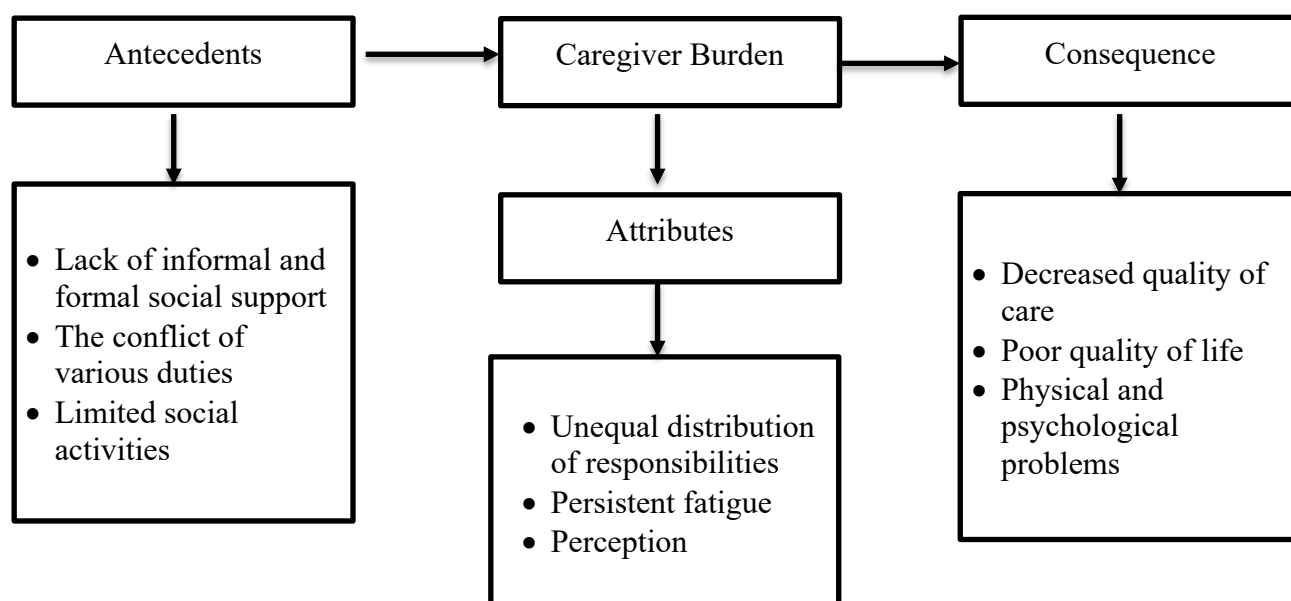 Antecedents
Caregiver Burden
Consequence
• Lack of informal and
formal social support
• The conflict of
various duties
• Limited social
activities
Attributes
• Unequal distribution
of responsibilities
• Persistent fatigue
• Perception
• Decreased quality of
care
• Poor quality of life
• Physical and
psychological
problems